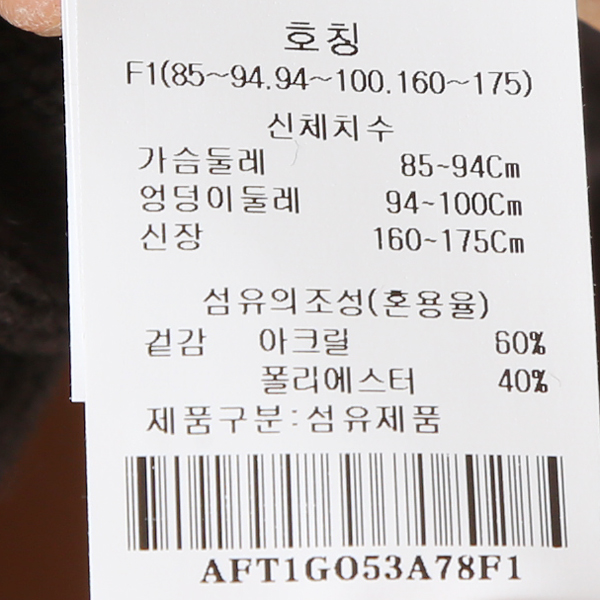 호칭
F1(85~94.94~100.160~175)
신체치수
가슴둘레 85~94Cm
엉덩이둘레 94~100Cm
신장 160~175Cm
섬유의조성(혼용율)
겉감 아크릴 60%
폴리에스터 40%
제품구분:섬유제품
AFT1GO53A78F1